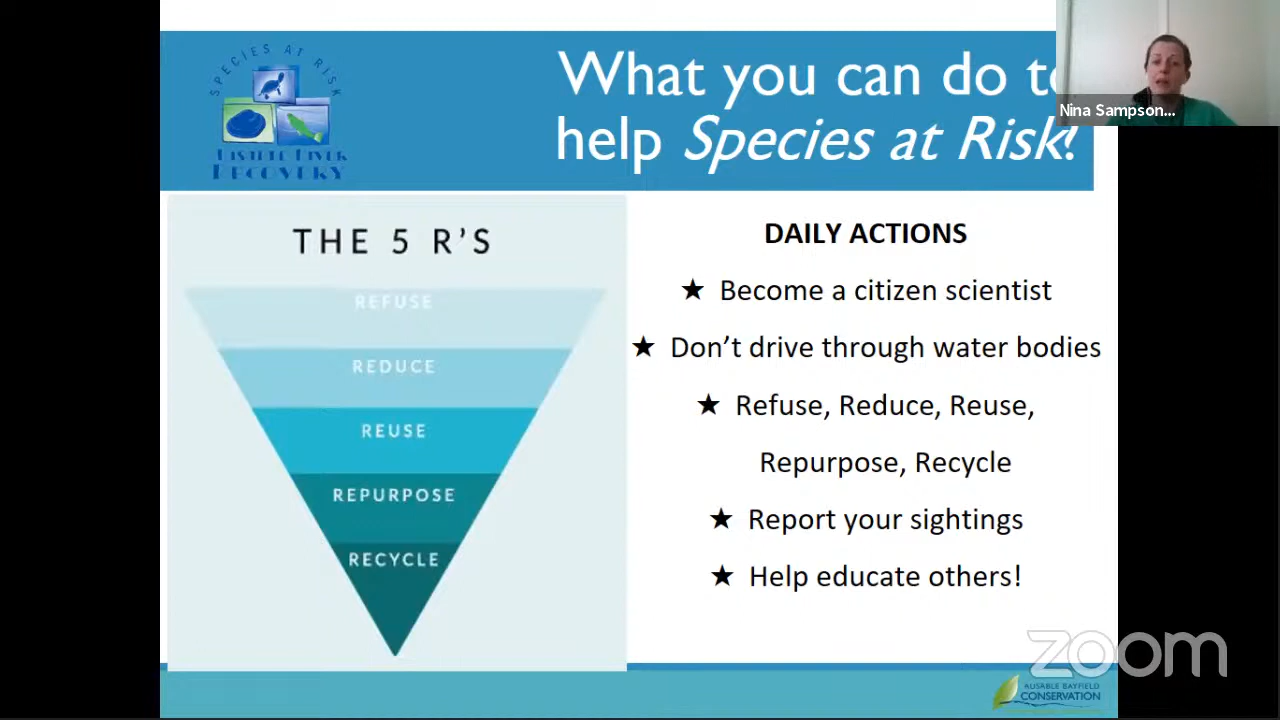 SPECIES AT RISK
RECOVERY
What you can do to
help Species at Risk!
Nina Sampson...
THE 5 R'S
REFUSE
REDUCE
REUSE
REPURPOSE
RECYCLE
DAILY ACTIONS
★ Become a citizen scientist
★ Don't drive through water bodies
★ Refuse, Reduce, Reuse,
Repurpose, Recycle
★ Report your sightings
★ Help educate others!
zoom
AUSABLE BAYFIELD
CONSERVATION